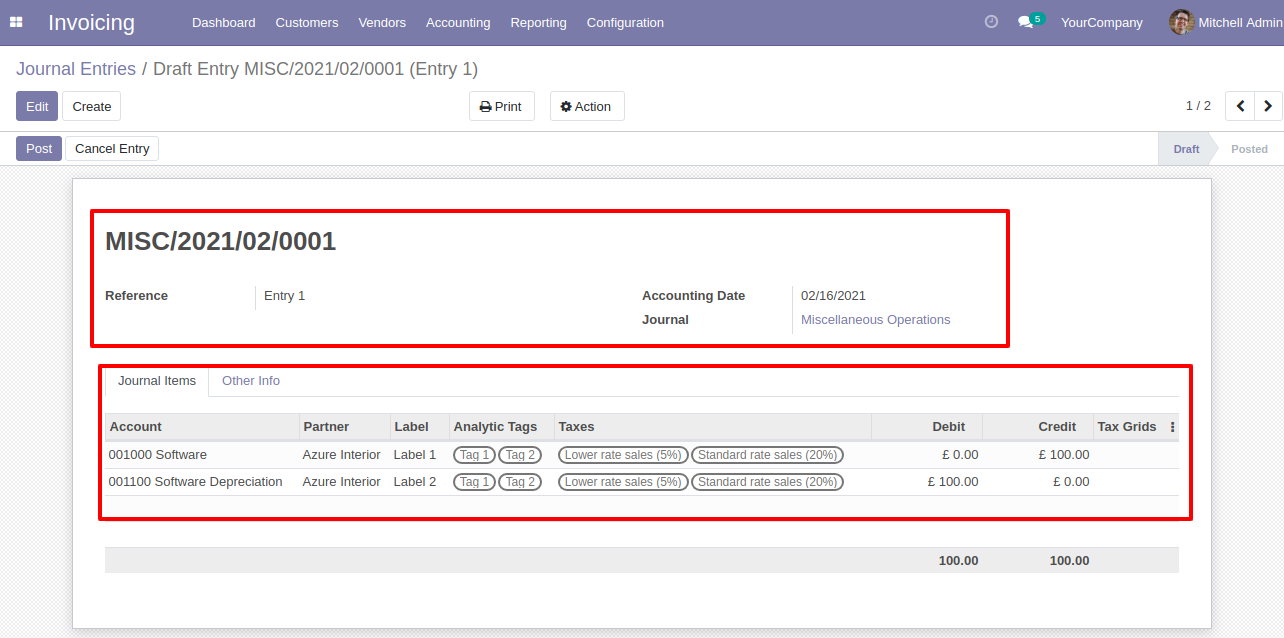 Invoicing Dashboard Customers Vendors Accounting Reporting Configuration 5 YourCompany Mitchell Admin
Journal Entries / Draft Entry MISC/2021/02/0001 (Entry 1)
Edit Create Print Action 1 / 2
Post Cancel Entry Draft Posted
MISC/2021/02/0001
Reference Entry 1 Accounting Date 02/16/2021
Journal Miscellaneous Operations
Journal Items Other Info
Account Partner Label Analytic Tags Taxes Debit Credit Tax Grids
001000 Software Azure Interior Label 1 Tag 1 Tag 2 Lower rate sales (5%) Standard rate sales (20%) £ 0.00 £ 100.00
001100 Software Depreciation Azure Interior Label 2 Tag 1 Tag 2 Lower rate sales (5%) Standard rate sales (20%) £ 100.00 £ 0.00
100.00 100.00